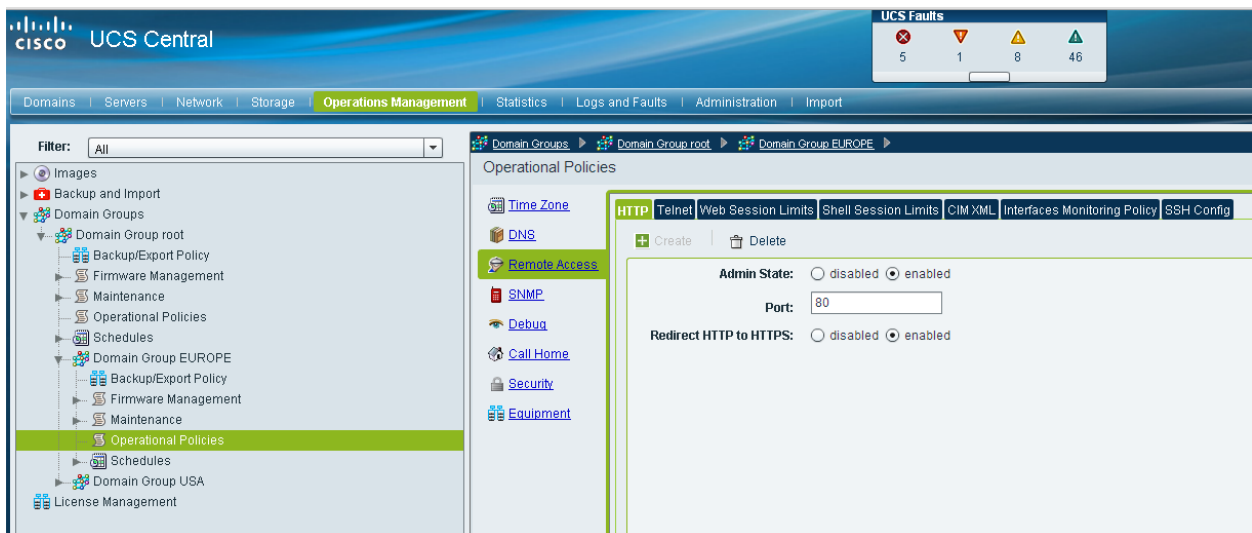 UCS Faults
cisco UCS Central
5 1 8 46
Domains | Servers | Network | Storage | Operations Management | Statistics | Logs and Faults | Administration | Import
Filter: All
Images
Backup and Import
Domain Groups
Domain Group root
Backup/Export Policy
Firmware Management
Maintenance
Operational Policies
Schedules
Domain Group EUROPE
Backup/Export Policy
Firmware Management
Maintenance
Operational Policies
Schedules
Domain Group USA
License Management
Domain Groups Domain Group root Domain Group EUROPE
Operational Policies
Time Zone
DNS
Remote Access
SNMP
Debug
Call Home
Security
Equipment
HTTP Telnet Web Session Limits Shell Session Limits CIM XML Interfaces Monitoring Policy SSH Config
Create | Delete
Admin State: disabled enabled
Port: 80
Redirect HTTP to HTTPS: disabled enabled